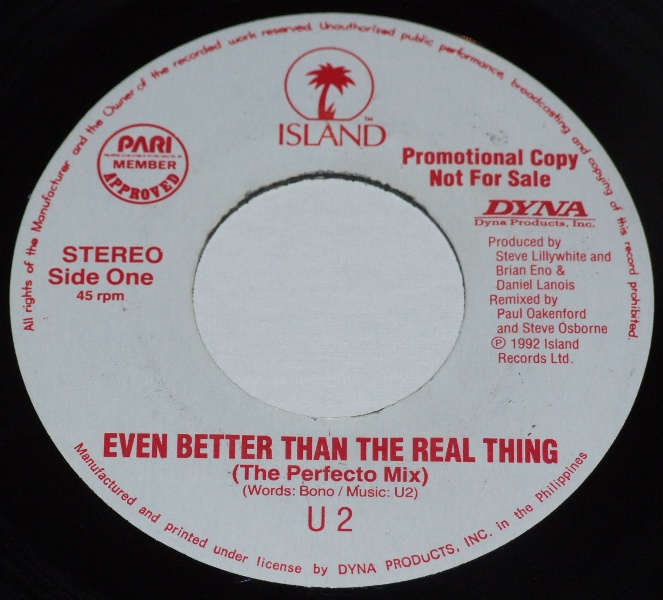 All rights of the Manufacturer and the Owner of the recorded work reserved. Unauthorized public performance, broadcasting and copying of this record prohibited.
ISLAND™
PARI
MEMBER
APPROVED
Promotional Copy
Not For Sale
DYNA
Dyna Products, Inc.
STEREO
Side One
45 rpm
Produced by
Steve Lillywhite and
Brian Eno &
Daniel Lanois
Remixed by
Paul Oakenford
and Steve Osborne
℗ 1992 Island
Records Ltd.
EVEN BETTER THAN THE REAL THING
(The Perfecto Mix)
(Words: Bono / Music: U2)
U 2
Manufactured and printed under license by DYNA PRODUCTS, INC. in the Philippines